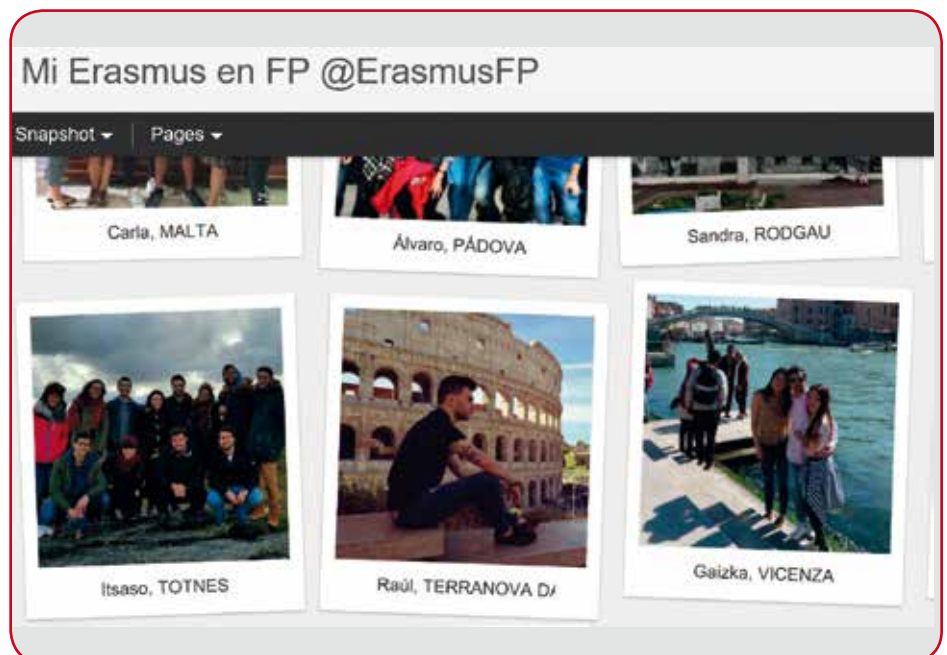 Mi Erasmus en FP @ErasmusFP
Snapshot Pages
Carla, MALTA
Álvaro, PÁDOVA
Sandra, RODGAU
Itsaso, TOTNES
Raúl, TERRANOVA
Gaizka, VICENZA